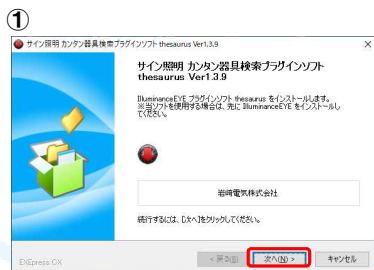 ①
サイン照明 カンタン器具検索プラグインソフト thesaurus Ver1.3.9
サイン照明 カンタン器具検索プラグインソフト
thesaurus Ver1.3.9
IlluminanceEYE プラグインソフト thesaurus をインストールします。
※当ソフトを使用する場合は、先に IlluminanceEYE をインストールし
てください。
岩崎電気株式会社
続行するには、[次へ]をクリックしてください。
EXEpress CX
< 戻る(B)
次へ(N) >
キャンセル